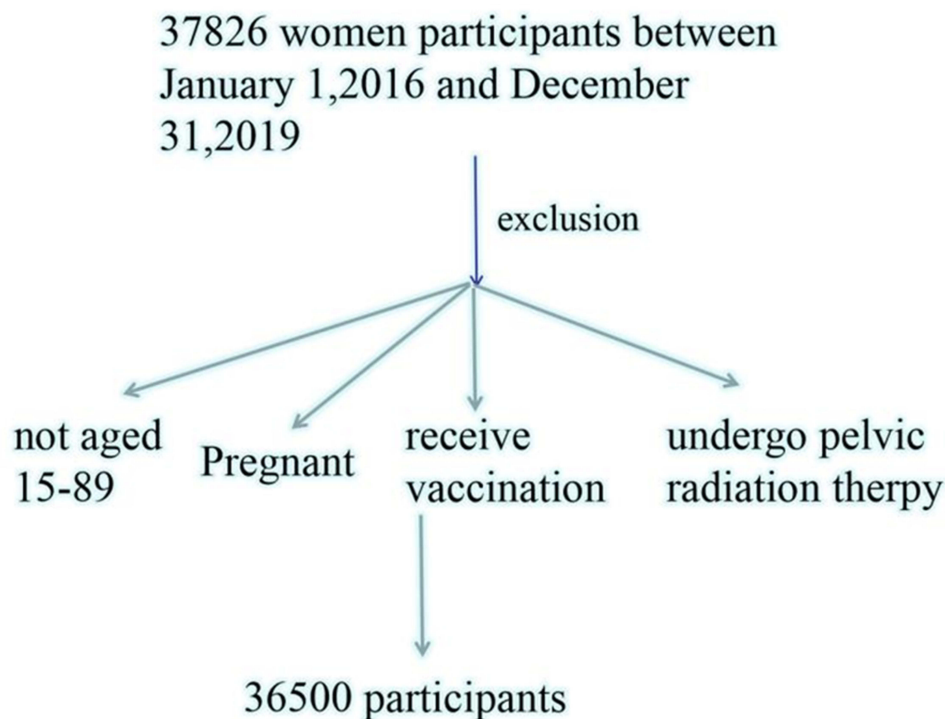 37826 women participants between
January 1,2016 and December
31,2019
exclusion
not aged
15-89
Pregnant
receive
vaccination
undergo pelvic
radiation therpy
36500 participants